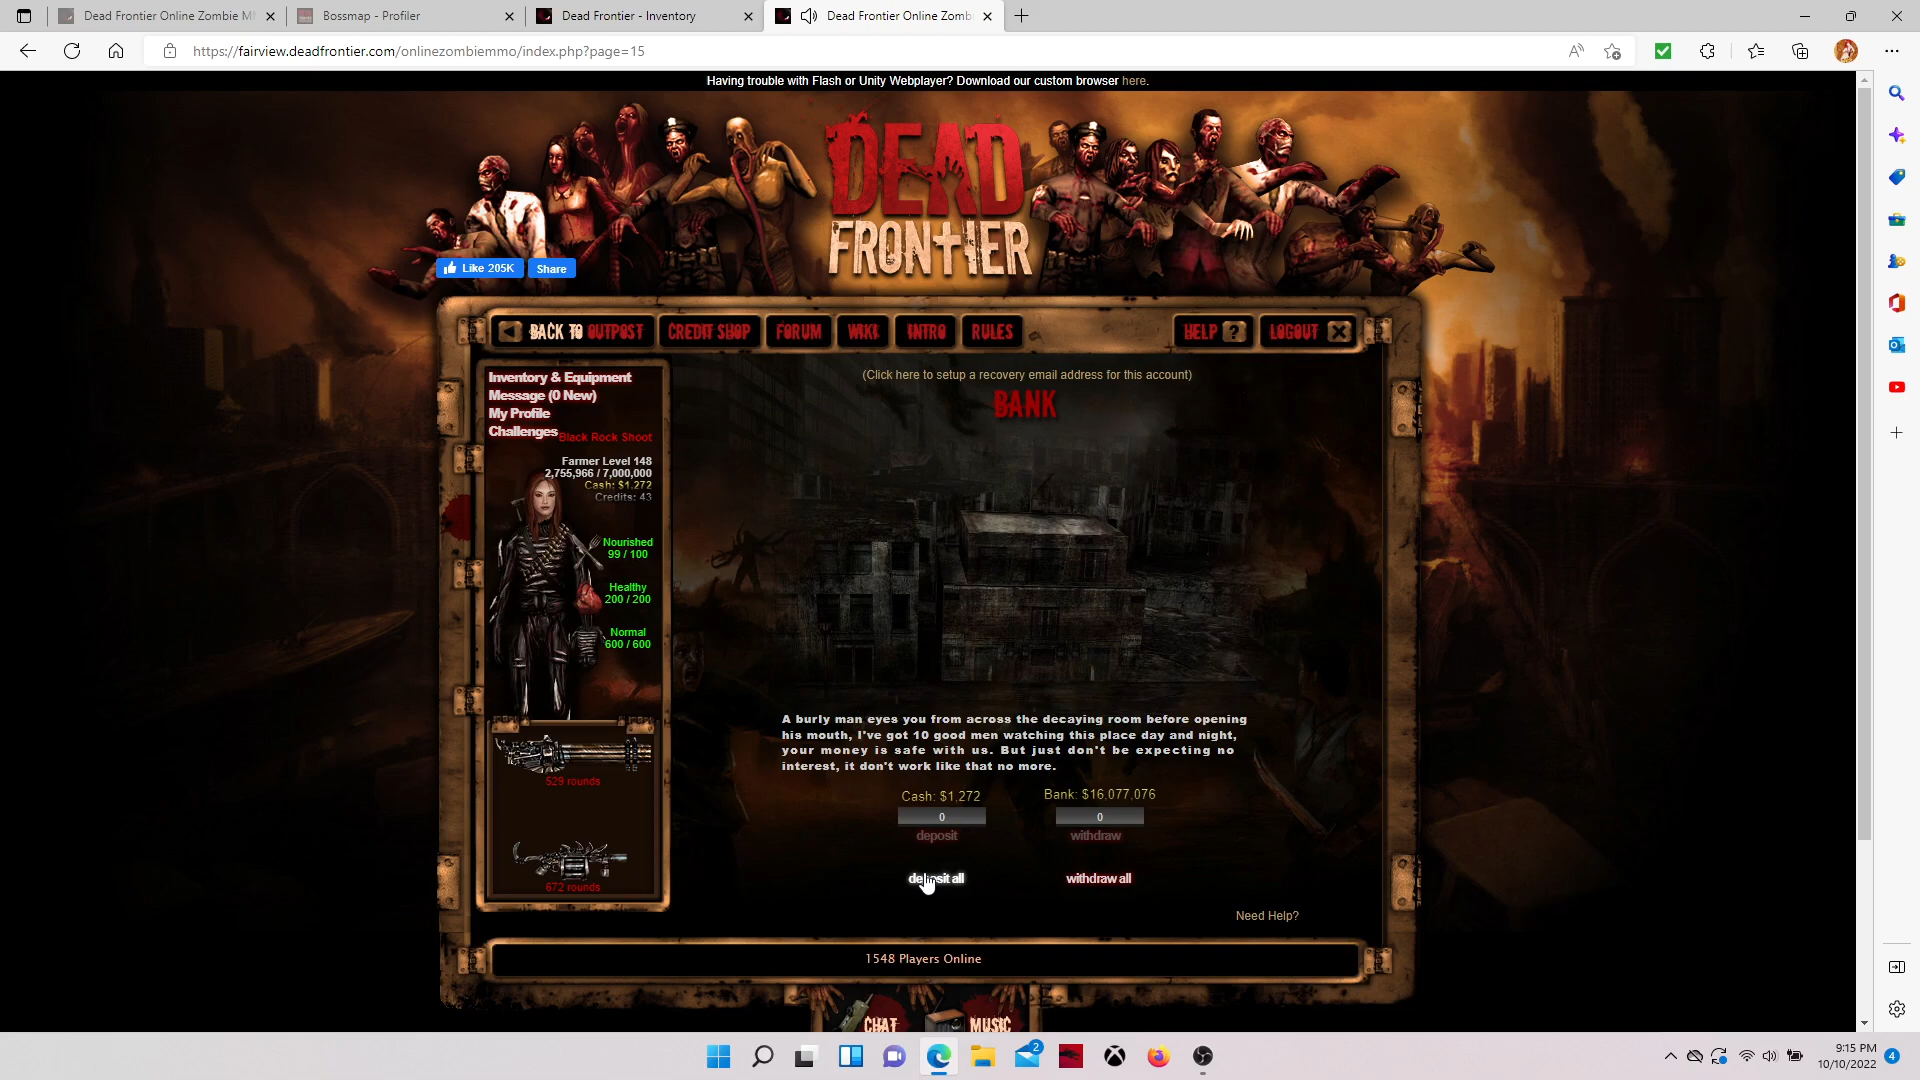 Dead Frontier Online Zombie M
Bossmap - Profiler
Dead Frontier - Inventory
Dead Frontier Online Zomb
https://fairview.deadfrontier.com/onlinezombiemmo/index.php?page=15
Having trouble with Flash or Unity Webplayer? Download our custom browser here.
DEAD
FRONTIER
Like 205K
Share
BACK TO OUTPOST
CREDIT SHOP
FORUM
WIKI
INTRO
RULES
HELP ?
LOGOUT X
Inventory & Equipment
Message (0 New)
My Profile
Challenges
Black Rock Shoot
Farmer Level 148
2,755,966 / 7,000,000
Cash: $1,272
Credits: 43
Nourished
99 / 100
Healthy
200 / 200
Normal
600 / 600
529 rounds
672 rounds
(Click here to setup a recovery email address for this account)
BANK
A burly man eyes you from across the decaying room before opening
his mouth, I've got 10 good men watching this place day and night,
your money is safe with us. But just don't be expecting no
interest, it don't work like that no more.
Cash: $1,272
Bank: $16,077,076
0
0
deposit
withdraw
deposit all
withdraw all
Need Help?
1548 Players Online
CHAT
MUSIC
2
9:15 PM
10/10/2022
4